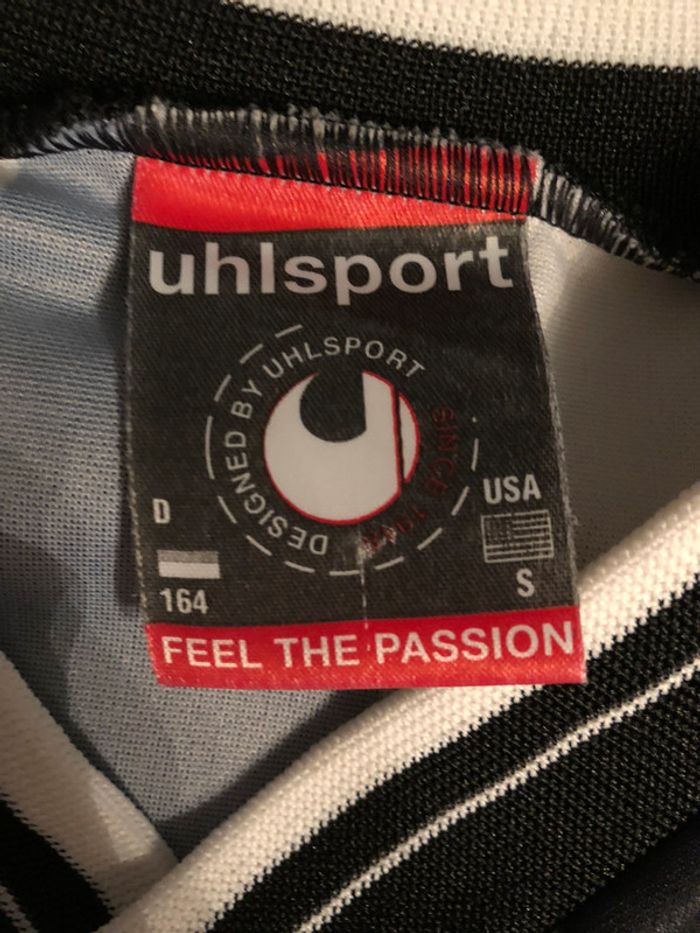 uhlsport
DESIGNED BY UHLSPORT
SINCE 1948
D
164
USA
S
FEEL THE PASSION